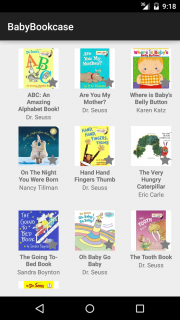 9:18
BabyBookcase
ABC: An
Amazing
Alphabet Book!
Dr. Seuss
Are You My
Mother?
Dr. Seuss
Where is Baby's
Belly Button
Karen Katz
On The Night
You Were Born
Nancy Tillman
Hand Hand
Fingers Thumb
Dr. Seuss
The Very
Hungry
Caterpillar
Eric Carle
The Going To-
Bed Book
Sandra Boynton
Oh Baby Go
Baby
Dr. Seuss
The Tooth Book
Dr. Seuss